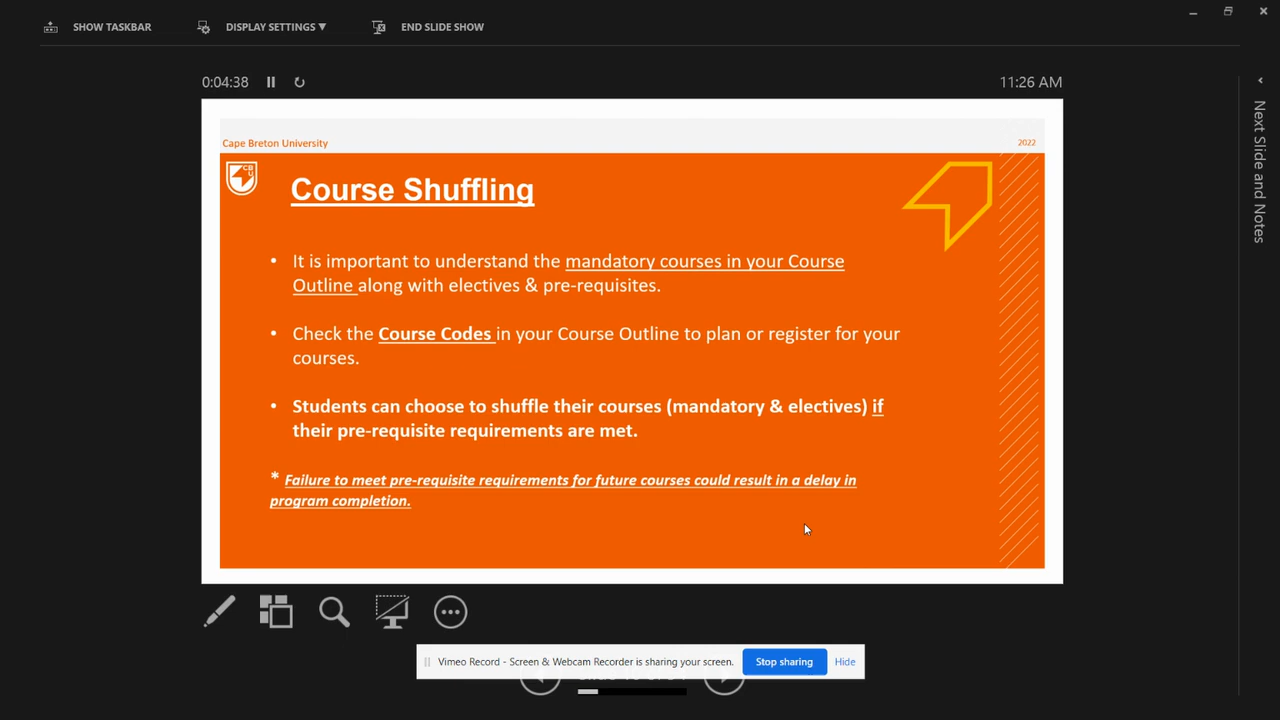 SHOW TASKBAR DISPLAY SETTINGS ▼ END SLIDE SHOW
0:04:38 11:26 AM
Cape Breton University 2022
CB
U
Course Shuffling
• It is important to understand the mandatory courses in your Course
Outline along with electives & pre-requisites.
• Check the Course Codes in your Course Outline to plan or register for your
courses.
• Students can choose to shuffle their courses (mandatory & electives) if
their pre-requisite requirements are met.
* Failure to meet pre-requisite requirements for future courses could result in a delay in
program completion.
Next Slide and Notes
Vimeo Record - Screen & Webcam Recorder is sharing your screen. Stop sharing Hide